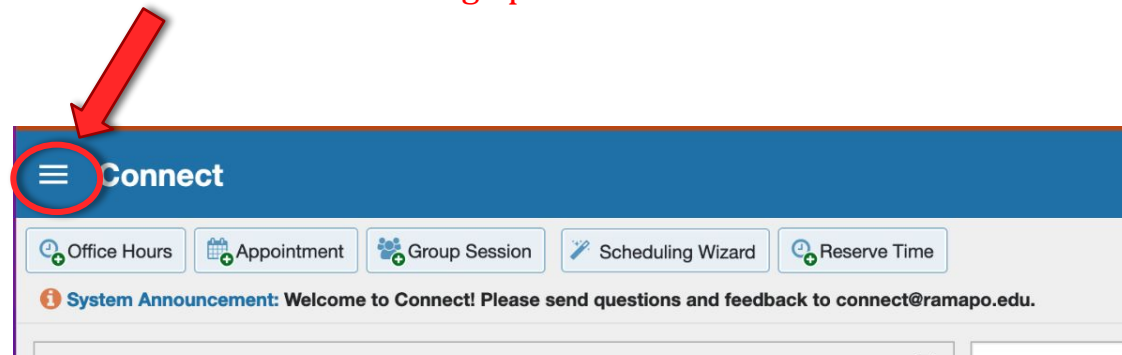 Connect
Office Hours Appointment Group Session Scheduling Wizard Reserve Time
System Announcement: Welcome to Connect! Please send questions and feedback to connect@ramapo.edu.